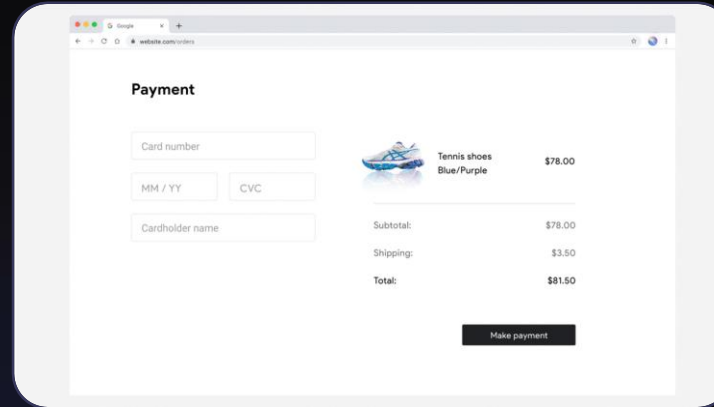 Google
website.com/orders
Payment
Card number
MM / YY CVC
Cardholder name
Tennis shoes
Blue/Purple
$78.00
Subtotal: $78.00
Shipping: $3.50
Total: $81.50
Make payment